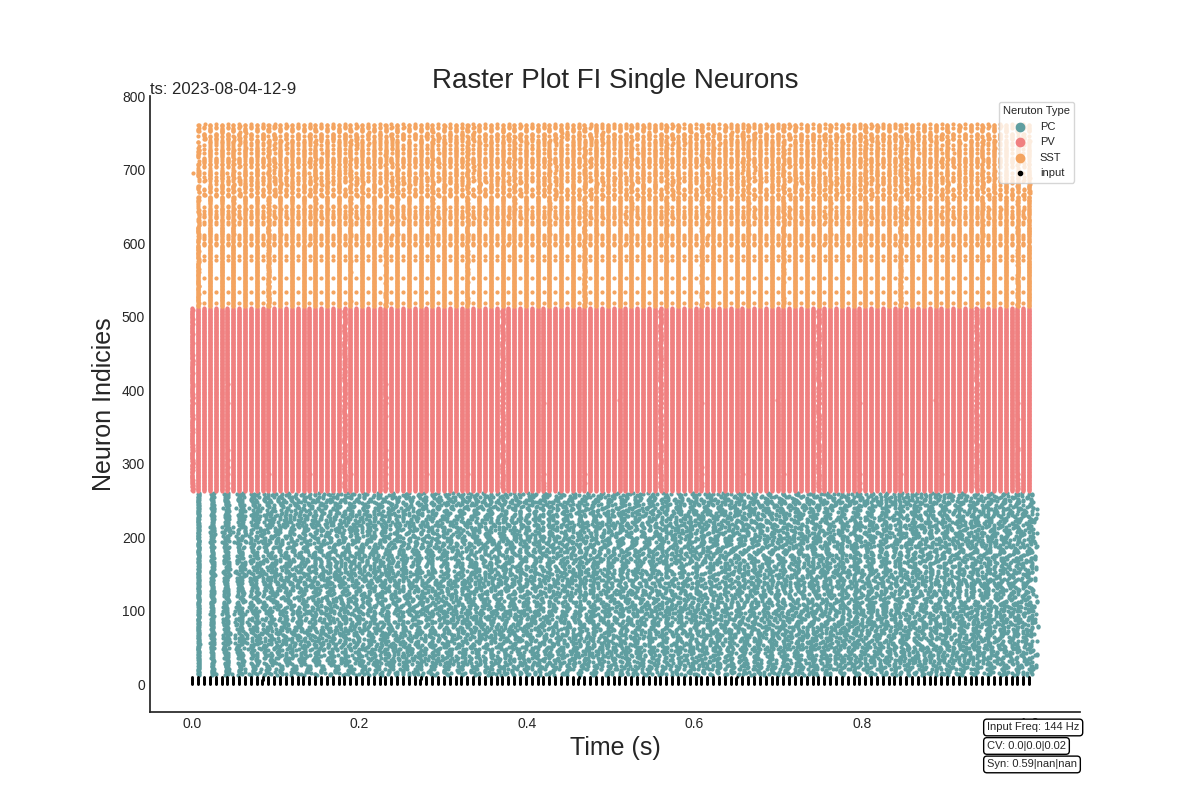 Raster Plot FI Single Neurons
ts: 2023-08-04-12-9
Neruton Type
PC
PV
SST
input
800
700
600
500
400
300
200
100
0
Neuron Indicies
0.0 0.2 0.4 0.6 0.8
Time (s)
Input Freq: 144 Hz
CV: 0.0|0.0|0.02
Syn: 0.59|nan|nan